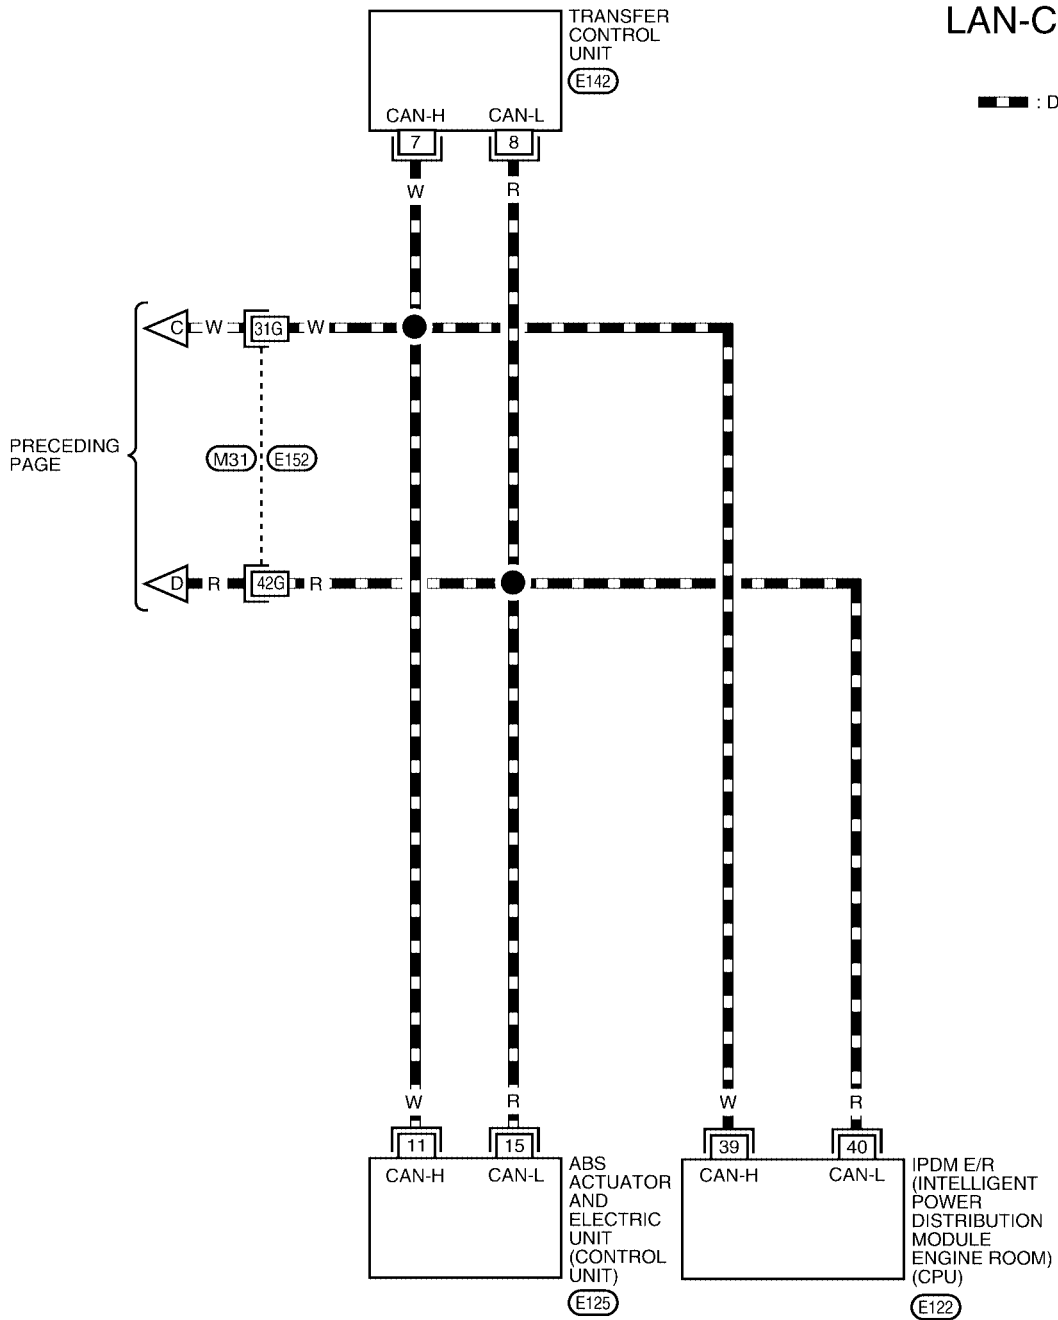 LAN-C
: D
TRANSFER
CONTROL
UNIT
E142
CAN-H CAN-L
7 8
W R
C W 31G W
PRECEDING
PAGE
M31 E152
D R 42G R
W R W R
11 15 39 40
CAN-H CAN-L CAN-H CAN-L
ABS
ACTUATOR
AND
ELECTRIC
UNIT
(CONTROL
UNIT)
E125
IPDM E/R
(INTELLIGENT
POWER
DISTRIBUTION
MODULE
ENGINE ROOM)
(CPU)
E122